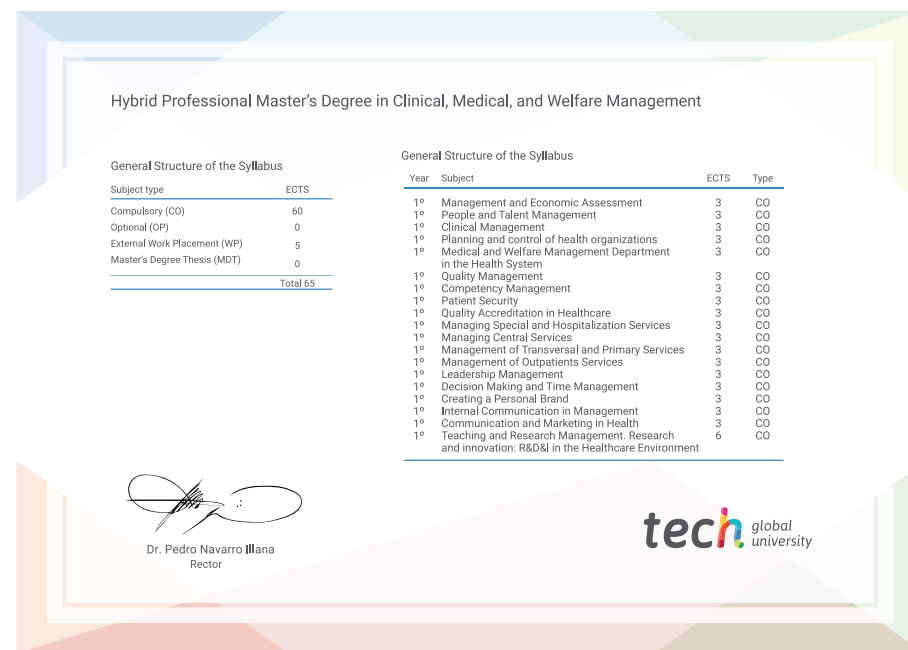 Hybrid Professional Master's Degree in Clinical, Medical, and Welfare Management
General Structure of the Syllabus
Subject type ECTS
Compulsory (CO) 60
Optional (OP) 0
External Work Placement (WP) 5
Master's Degree Thesis (MDT) 0
Total 65
General Structure of the Syllabus
Year Subject ECTS Type
1º Management and Economic Assessment 3 CO
1º People and Talent Management 3 CO
1º Clinical Management 3 CO
1º Planning and control of health organizations 3 CO
1º Medical and Welfare Management Department 3 CO
in the Health System
1º Quality Management 3 CO
1º Competency Management 3 CO
1º Patient Security 3 CO
1º Quality Accreditation in Healthcare 3 CO
1º Managing Special and Hospitalization Services 3 CO
1º Managing Central Services 3 CO
1º Management of Transversal and Primary Services 3 CO
1º Management of Outpatients Services 3 CO
1º Leadership Management 3 CO
1º Decision Making and Time Management 3 CO
1º Creating a Personal Brand 3 CO
1º Internal Communication in Management 3 CO
1º Communication and Marketing in Health 3 CO
1º Teaching and Research Management. Research 6 CO
and innovation: R&D&I in the Healthcare Environment
Dr. Pedro Navarro Illana
Rector
tech global
university